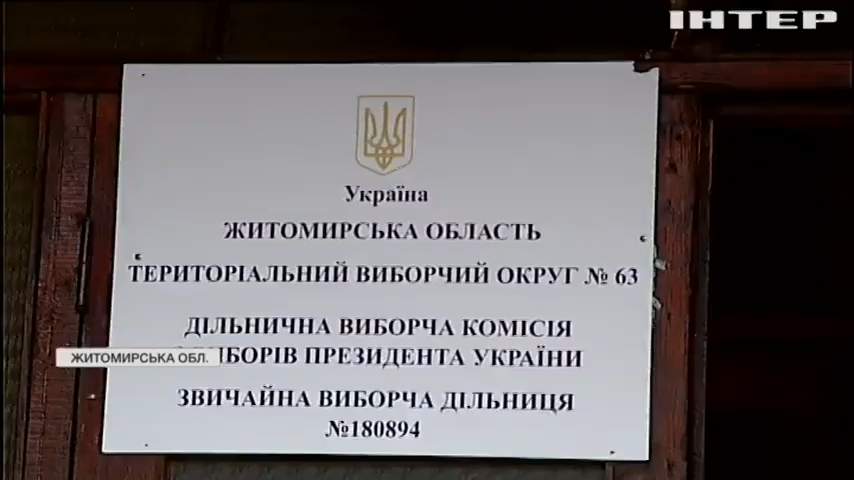 ІНТЕР
Україна
ЖИТОМИРСЬКА ОБЛАСТЬ
ТЕРИТОРІАЛЬНИЙ ВИБОРЧИЙ ОКРУГ № 63
ДІЛЬНИЧНА ВИБОРЧА КОМІСІЯ
ПРЕЗИДЕНТА УКРАЇНИ
ЖИТОМИРСЬКА ОБЛ.
ЗВИЧАЙНА ВИБОРЧА ДІЛЬНИЦЯ
№180894